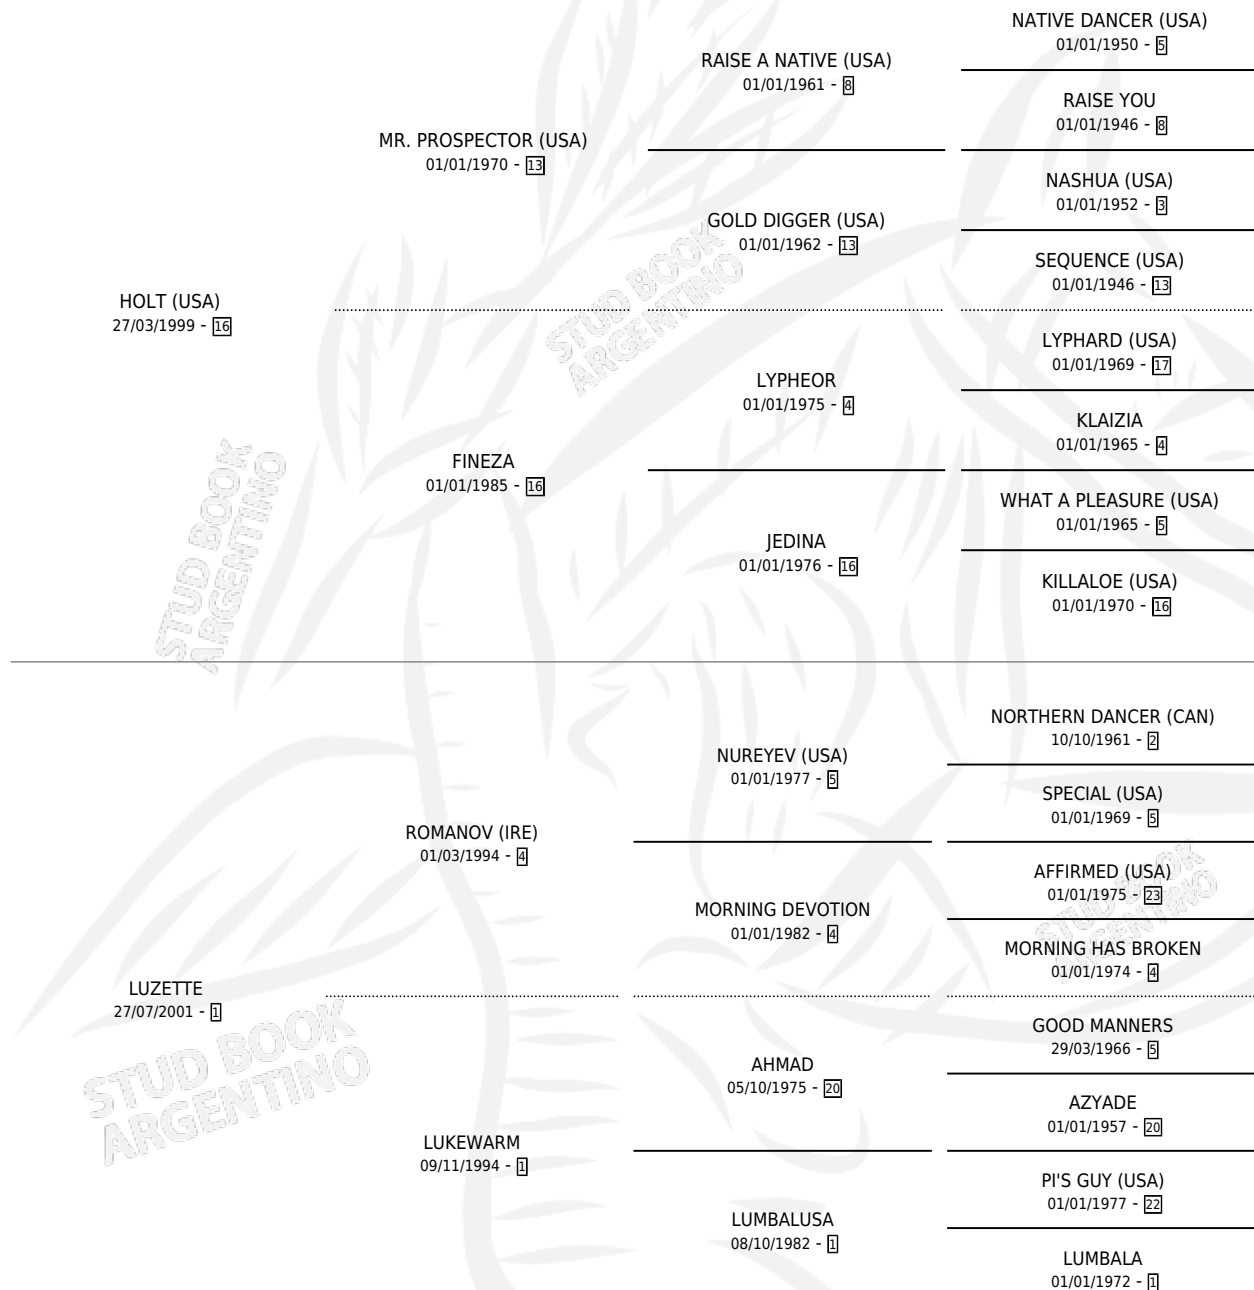 NATIVE DANCER (USA)
01/01/1950 - 5
RAISE A NATIVE (USA)
01/01/1961 - 8
RAISE YOU
01/01/1946 - 8
MR. PROSPECTOR (USA)
01/01/1970 - 13
NASHUA (USA)
01/01/1952 - 3
GOLD DIGGER (USA)
01/01/1962 - 13
SEQUENCE (USA)
01/01/1946 - 13
HOLT (USA)
27/03/1999 - 16
STUD BOOK
ARGENTINO
LYPHARD (USA)
01/01/1969 - 17
LYPHEOR
01/01/1975 - 4
KLAIZIA
01/01/1965 - 4
FINEZA
01/01/1985 - 16
WHAT A PLEASURE (USA)
01/01/1965 - 5
JEDINA
01/01/1976 - 16
KILLALOE (USA)
01/01/1970 - 16
STUD BOOK
ARGENTINO
NORTHERN DANCER (CAN)
10/10/1961 - 2
NUREYEV (USA)
01/01/1977 - 5
SPECIAL (USA)
01/01/1969 - 5
ROMANOV (IRE)
01/03/1994 - 4
AFFIRMED (USA)
01/01/1975 - 23
MORNING DEVOTION
01/01/1982 - 4
MORNING HAS BROKEN
01/01/1974 - 4
STUD BOOK
ARGENTINO
LUZETTE
27/07/2001 - 1
GOOD MANNERS
29/03/1966 - 5
AHMAD
05/10/1975 - 20
AZYADE
01/01/1957 - 20
STUD BOOK
ARGENTINO
LUKEWARM
09/11/1994 - 1
PI'S GUY (USA)
01/01/1977 - 22
LUMBALUSA
08/10/1982 - 1
LUMBALA
01/01/1972 - 1